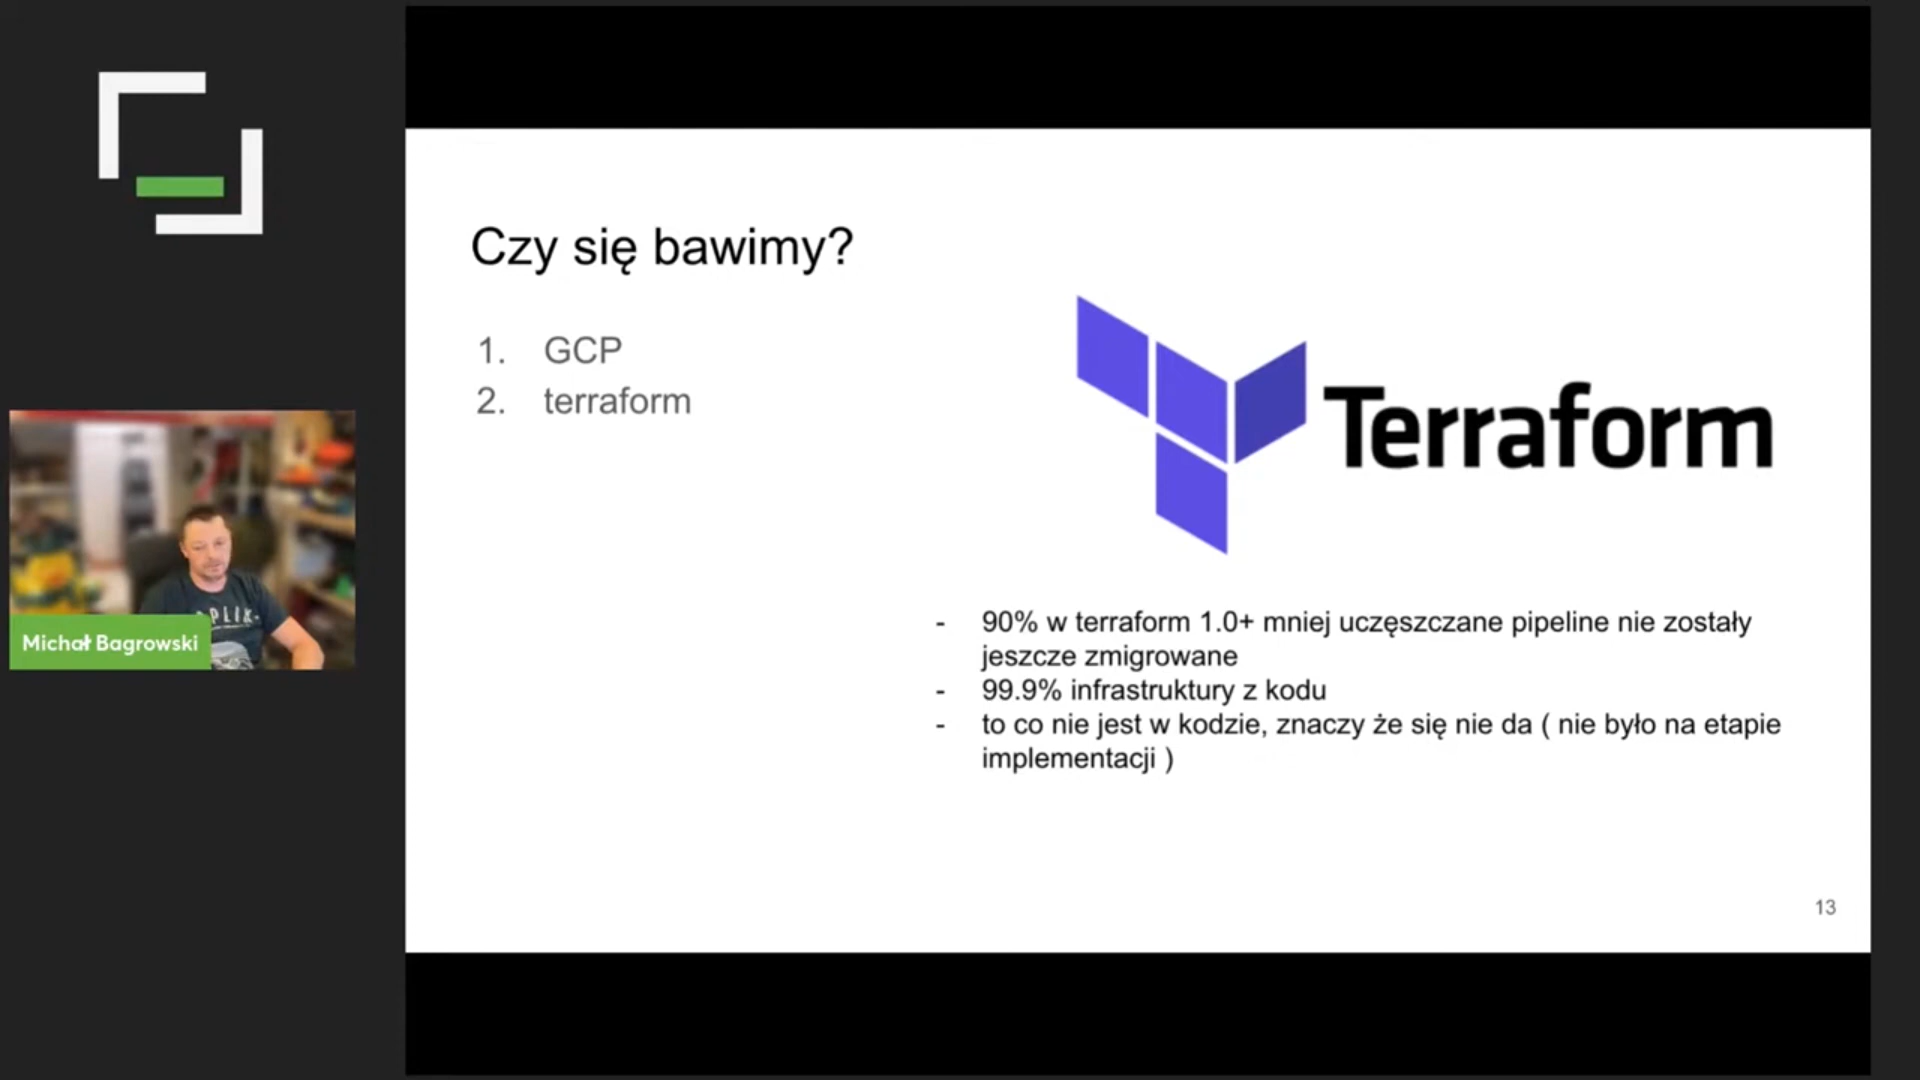 Czy się bawimy?
1. GCP
2. terraform
Terraform
- 90% w terraform 1.0+ mniej uczęszczane pipeline nie zostały
jeszcze zmigrowane
- 99.9% infrastruktury z kodu
- to co nie jest w kodzie, znaczy że się nie da ( nie było na etapie
implementacji )
13
PLIK-
Michał Bagrowski